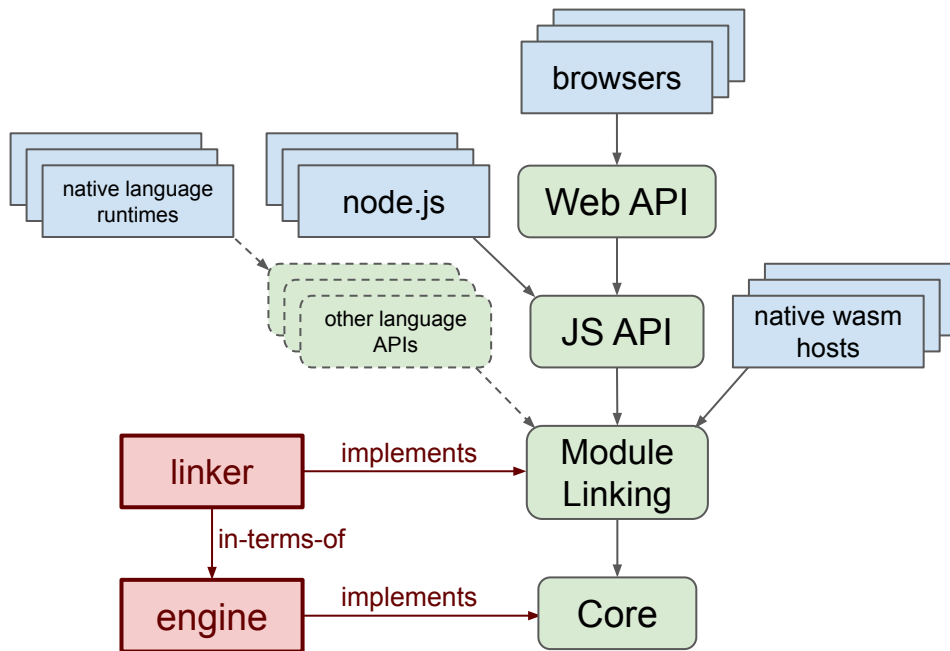 browsers
native language
runtimes
node.js
Web API
other language
APIs
JS API
native wasm
hosts
linker
implements
Module
Linking
in-terms-of
engine
implements
Core